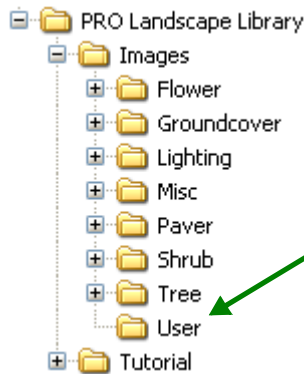 PRO Landscape Library
Images
Flower
Groundcover
Lighting
Misc
Paver
Shrub
Tree
User
Tutorial